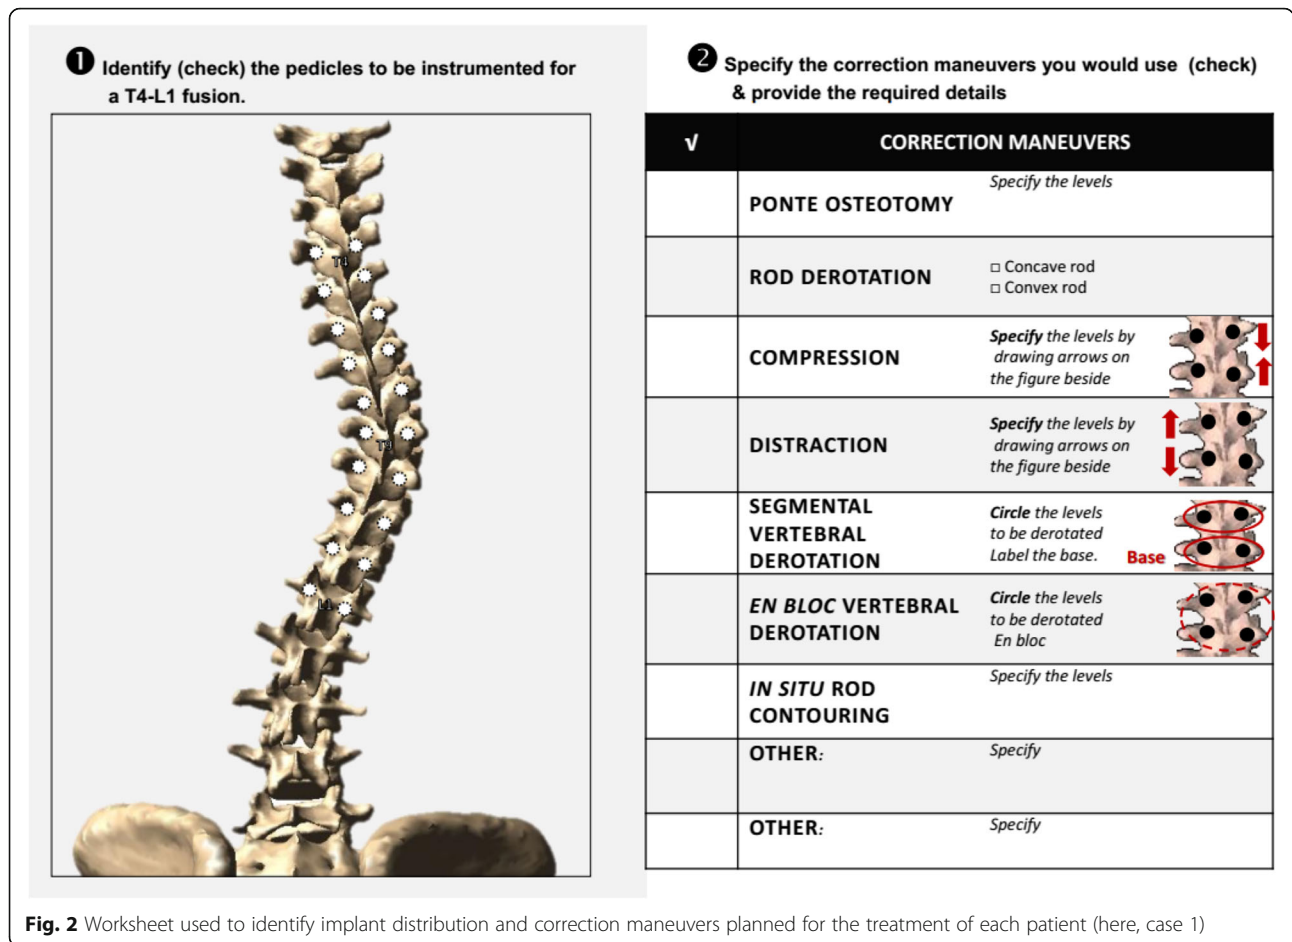 ❶ Identify (check) the pedicles to be instrumented for
a T4-L1 fusion.
T4
T9
L1
❷ Specify the correction maneuvers you would use (check)
& provide the required details
√ CORRECTION MANEUVERS
PONTE OSTEOTOMY
Specify the levels
ROD DEROTATION
□ Concave rod
□ Convex rod
COMPRESSION
Specify the levels by
drawing arrows on
the figure beside
DISTRACTION
Specify the levels by
drawing arrows on
the figure beside
SEGMENTAL
VERTEBRAL
DEROTATION
Circle the levels
to be derotated
Label the base.
Base
EN BLOC VERTEBRAL
DEROTATION
Circle the levels
to be derotated
En bloc
IN SITU ROD
CONTOURING
Specify the levels
OTHER:
Specify
OTHER:
Specify
Fig. 2 Worksheet used to identify implant distribution and correction maneuvers planned for the treatment of each patient (here, case 1)